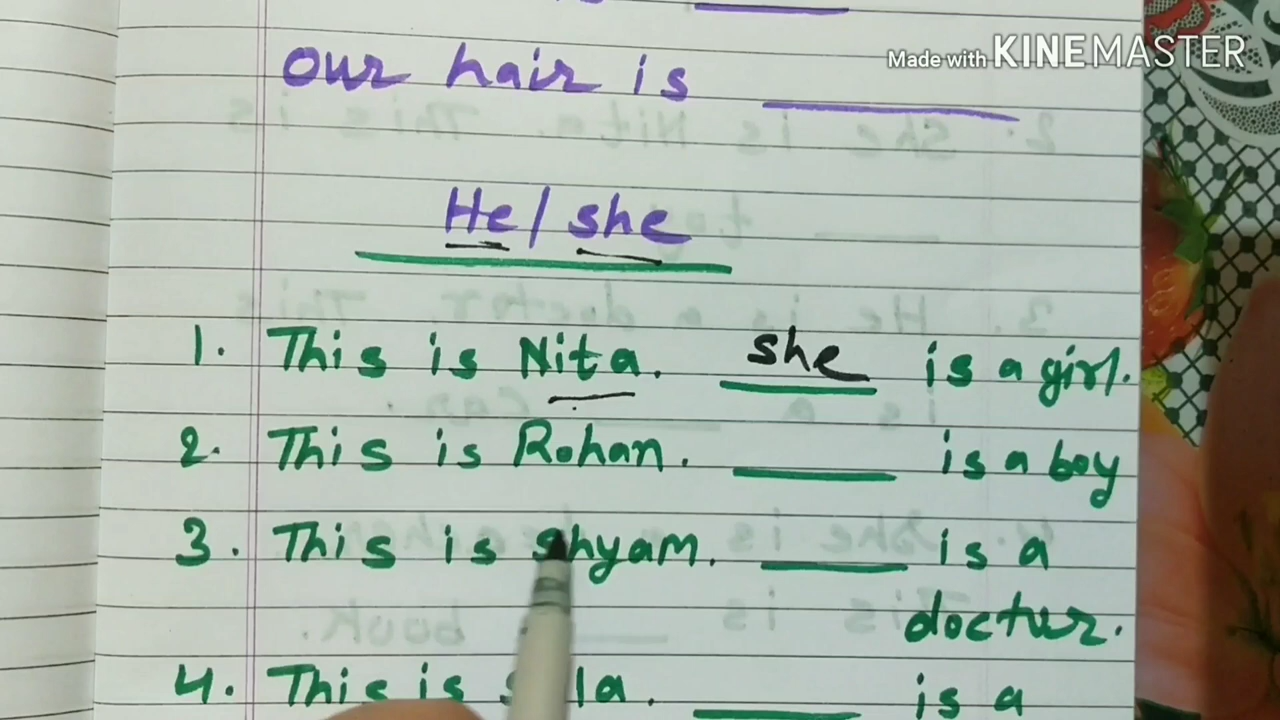 Made with KINEMASTER
Our hair is
He/she
1. This is Nita. she is a girl.
2. This is Rohan. is a boy
3. This is shyam. is a
doctor.
4. This is is a